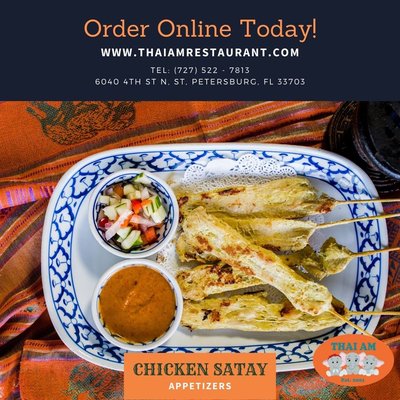 Order Online Today!
WWW.THAIAMRESTAURANT.COM
TEL: (727) 522 - 7813
6040 4TH ST N, ST. PETERSBURG, FL 33703
CHICKEN SATAY
APPETIZERS
THAI AM